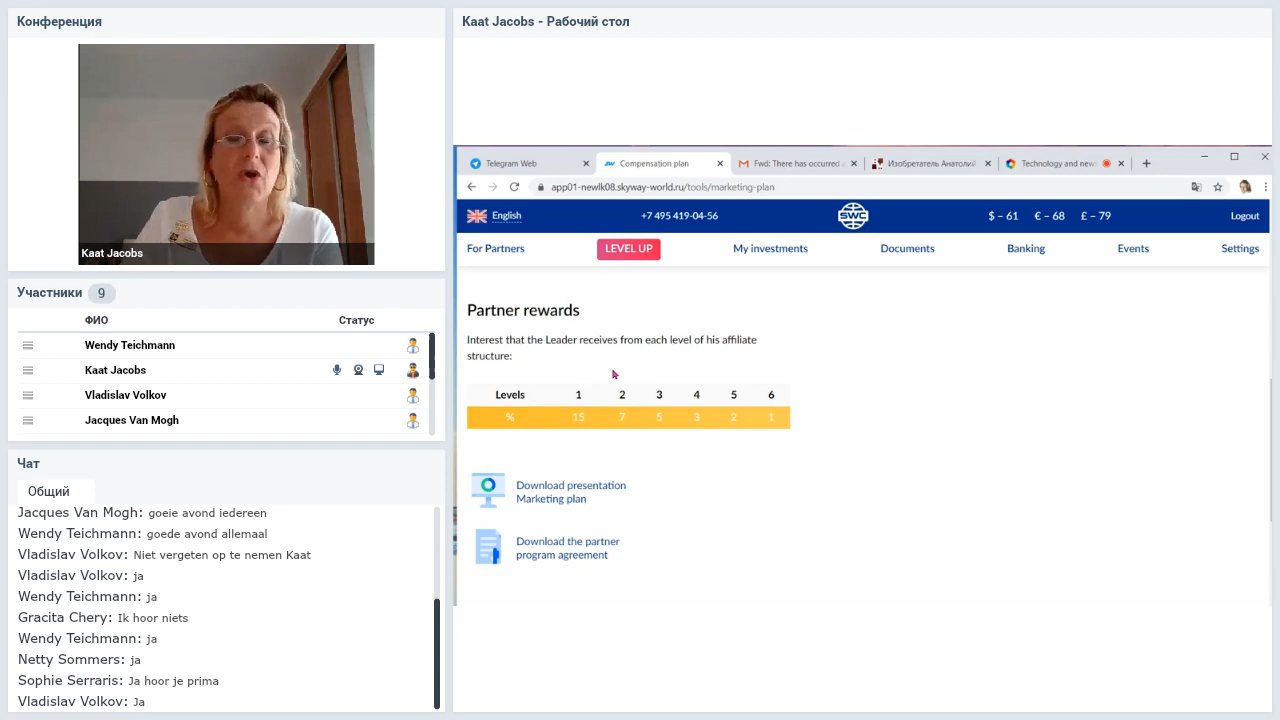 Конференция
Kaat Jacobs
Участники 9
ФИО Статус
Wendy Teichmann
Kaat Jacobs
Vladislav Volkov
Jacques Van Mogh
Чат
Общий
Jacques Van Mogh: goeie avond iedereen
Wendy Teichmann: goede avond allemaal
Vladislav Volkov: Niet vergeten op te nemen Kaat
Vladislav Volkov: ja
Wendy Teichmann: ja
Gracita Chery: Ik hoor niets
Wendy Teichmann: ja
Netty Sommers: ja
Sophie Serraris: Ja hoor je prima
Vladislav Volkov: Ja
Kaat Jacobs - Рабочий стол
Telegram Web Compensation plan Fwd: There has occurred Изобретатель Анатолий Technology and new
app01-newlk08.skyway-world.ru/tools/marketing-plan
English +7 495 419-04-56 SWC $ – 61 € – 68 £ – 79 Logout
For Partners LEVEL UP My investments Documents Banking Events Settings
Partner rewards
Interest that the Leader receives from each level of his affiliate
structure:
Levels 1 2 3 4 5 6
% 15 7 5 3 2 1
Download presentation
Marketing plan
Download the partner
program agreement